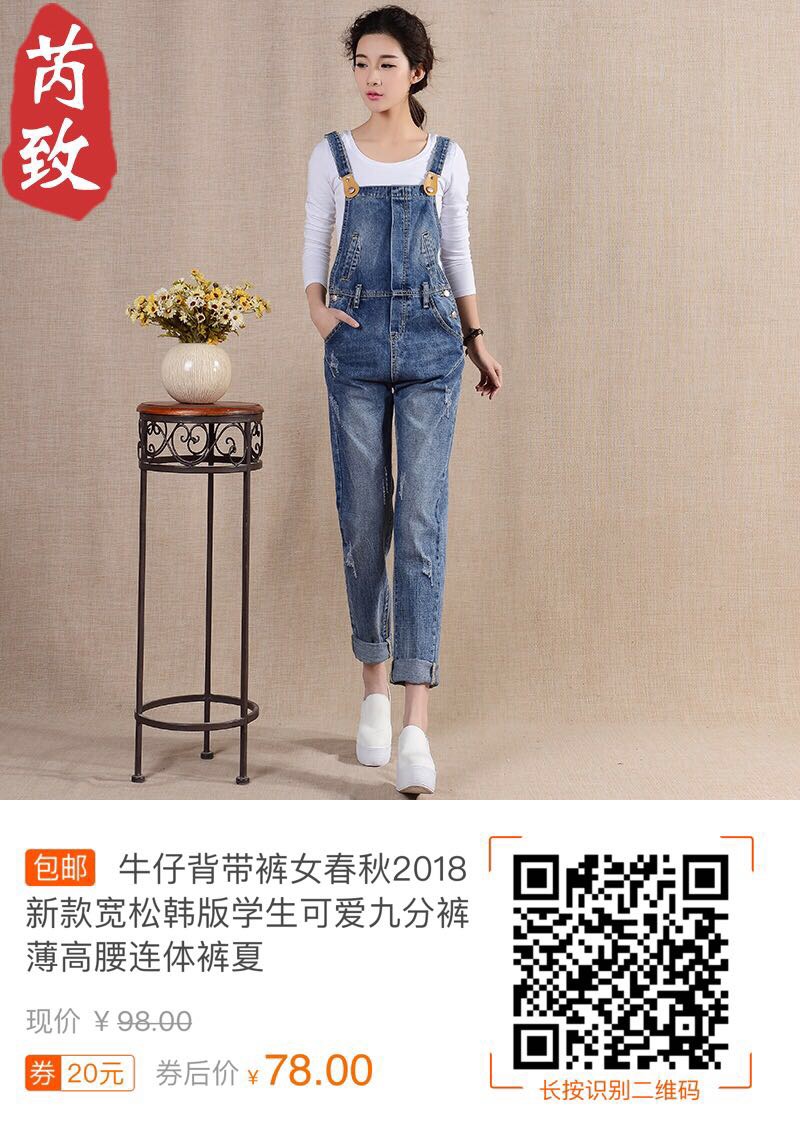 芮
致
包邮 牛仔背带裤女春秋2018
新款宽松韩版学生可爱九分裤
薄高腰连体裤夏
现价 ¥ 98.00
券 20元 券后价 ¥ 78.00
长按识别二维码